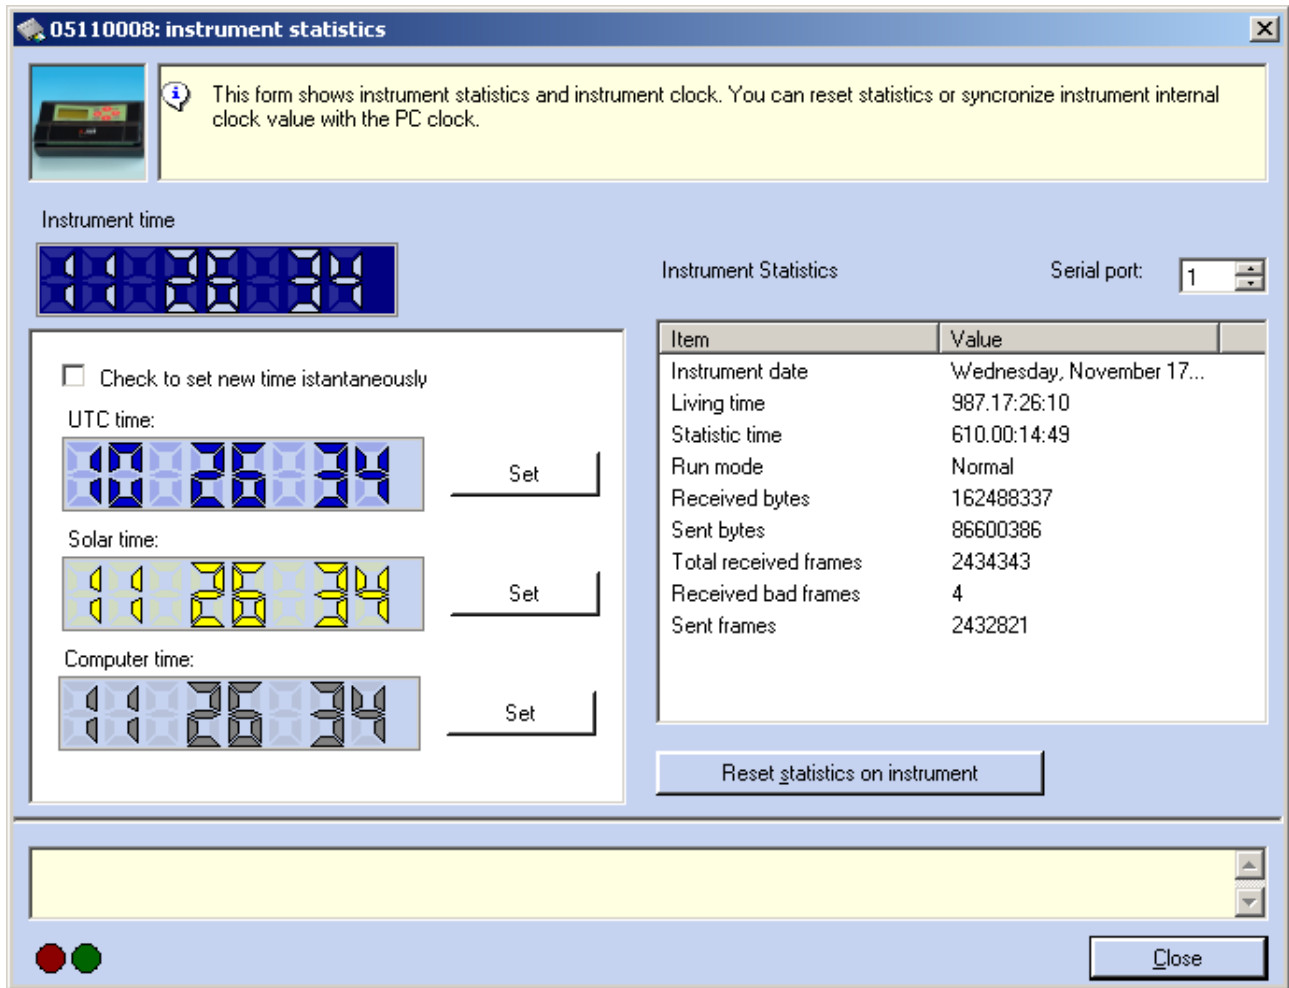 05110008: instrument statistics
This form shows instrument statistics and instrument clock. You can reset statistics or syncronize instrument internal
clock value with the PC clock.
Instrument time
11 26 34
Instrument Statistics
Serial port:
1
Check to set new time istantaneously
UTC time:
10 26 34
Set
Solar time:
11 26 34
Set
Computer time:
11 26 34
Set
Item Value
Instrument date Wednesday, November 17...
Living time 987.17:26:10
Statistic time 610.00:14:49
Run mode Normal
Received bytes 162488337
Sent bytes 86600386
Total received frames 2434343
Received bad frames 4
Sent frames 2432821
Reset statistics on instrument
Close